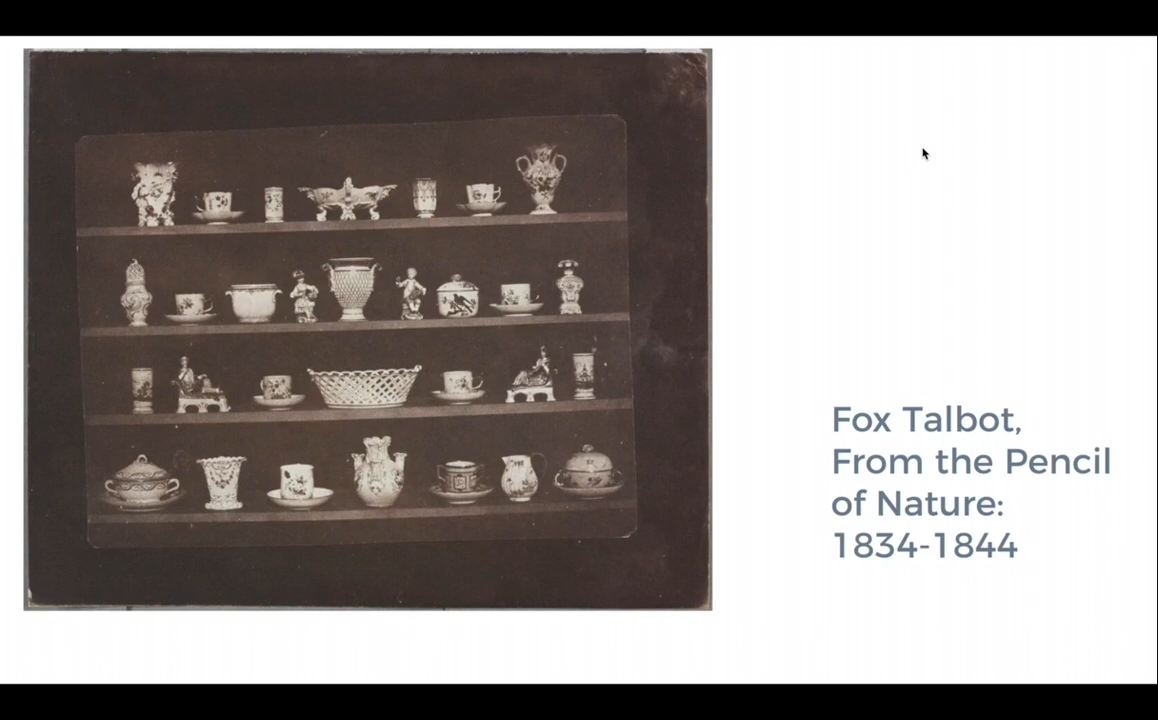 Fox Talbot,
From the Pencil
of Nature:
1834-1844